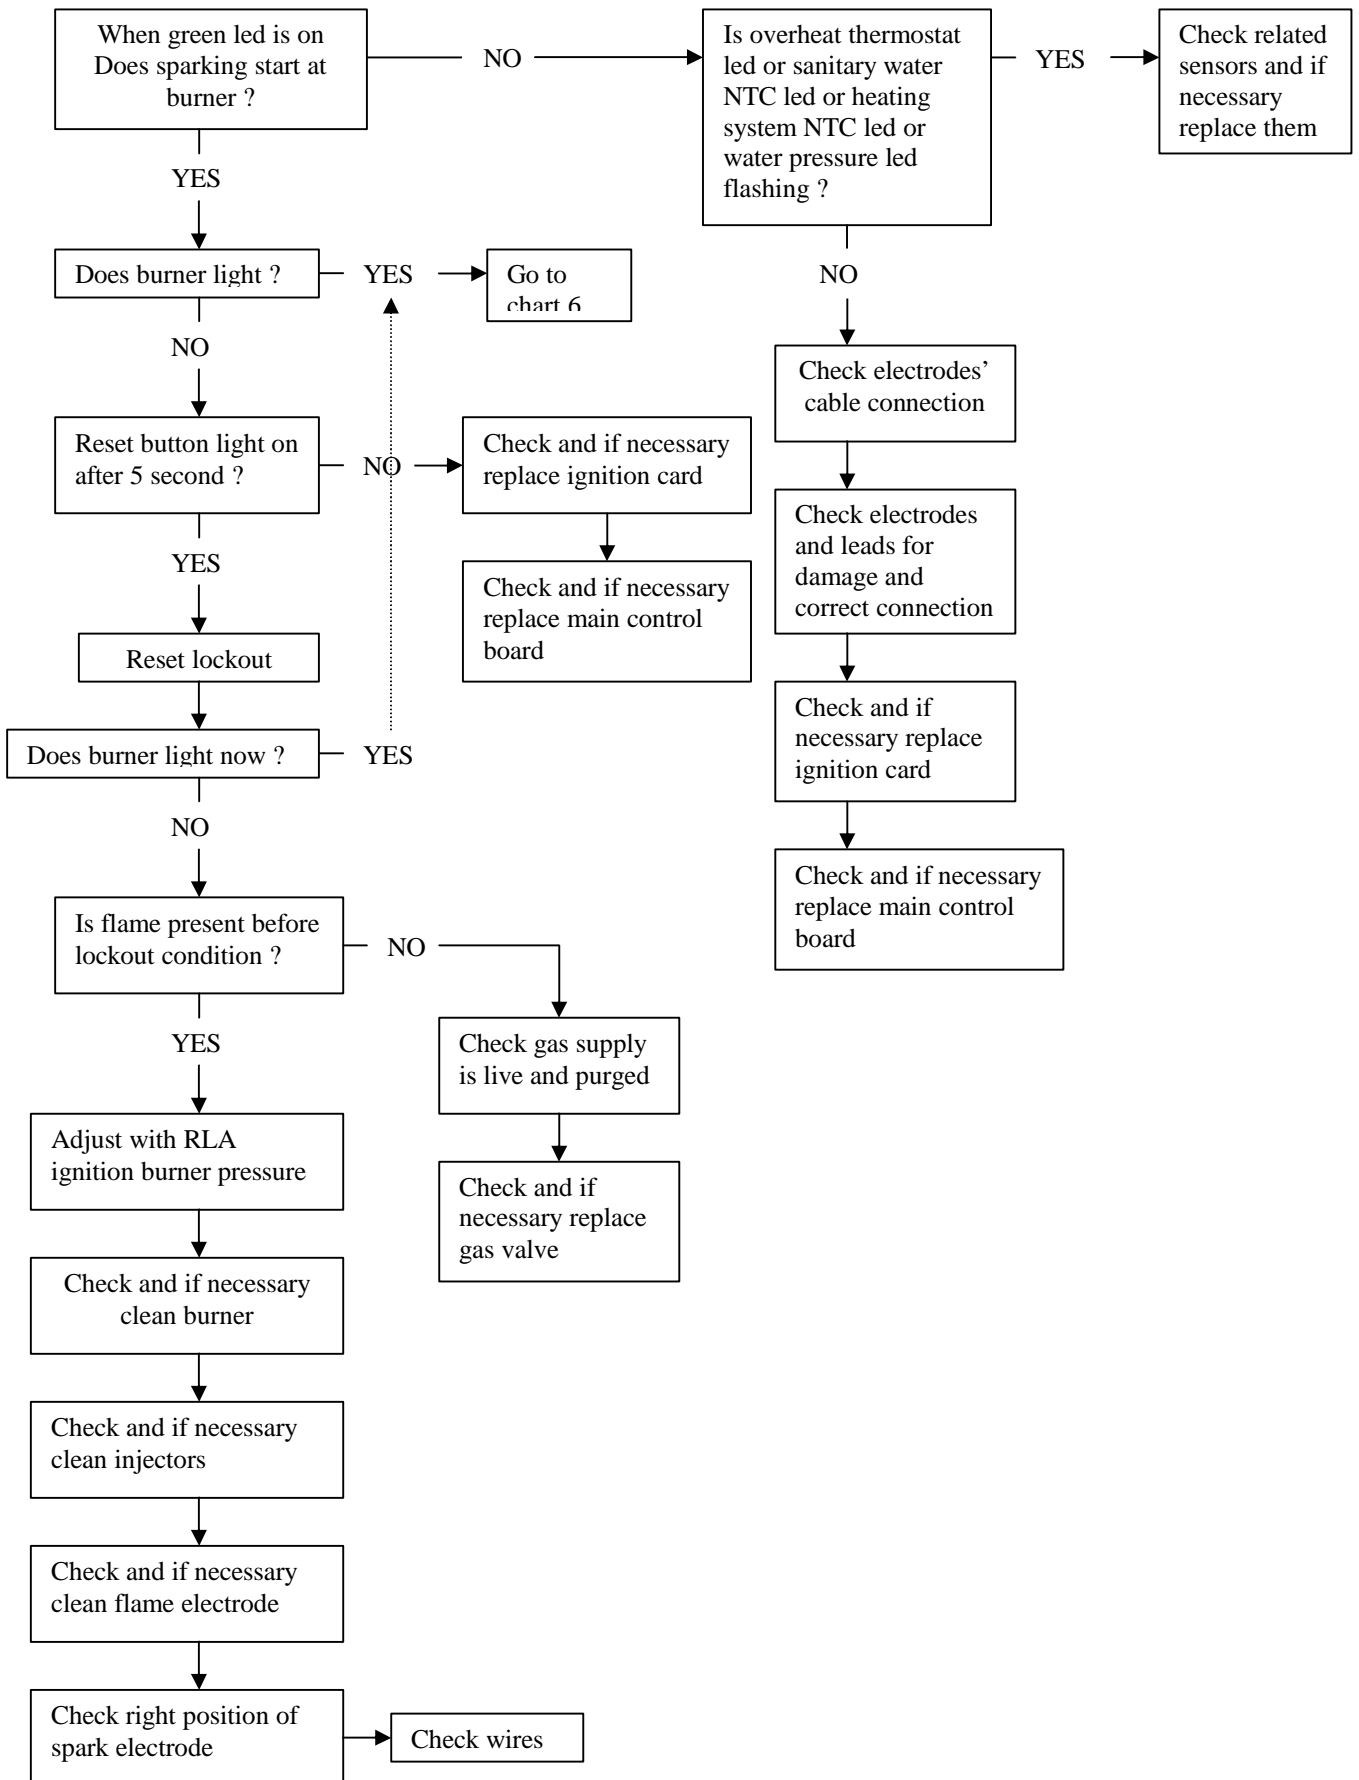 When green led is on
Does sparking start at
burner ?
NO
Is overheat thermostat
led or sanitary water
NTC led or heating
system NTC led or
water pressure led
flashing ?
YES
Check related
sensors and if
necessary
replace them
YES
Does burner light ?
YES
Go to
chart 6
NO
NO
Check electrodes’
cable connection
Reset button light on
after 5 second ?
NO
Check and if necessary
replace ignition card
Check electrodes
and leads for
damage and
correct connection
YES
Check and if necessary
replace main control
board
Reset lockout
Check and if
necessary replace
ignition card
Does burner light now ?
YES
NO
Check and if necessary
replace main control
board
Is flame present before
lockout condition ?
NO
YES
Check gas supply
is live and purged
Adjust with RLA
ignition burner pressure
Check and if
necessary replace
gas valve
Check and if necessary
clean burner
Check and if necessary
clean injectors
Check and if necessary
clean flame electrode
Check right position of
spark electrode
Check wires